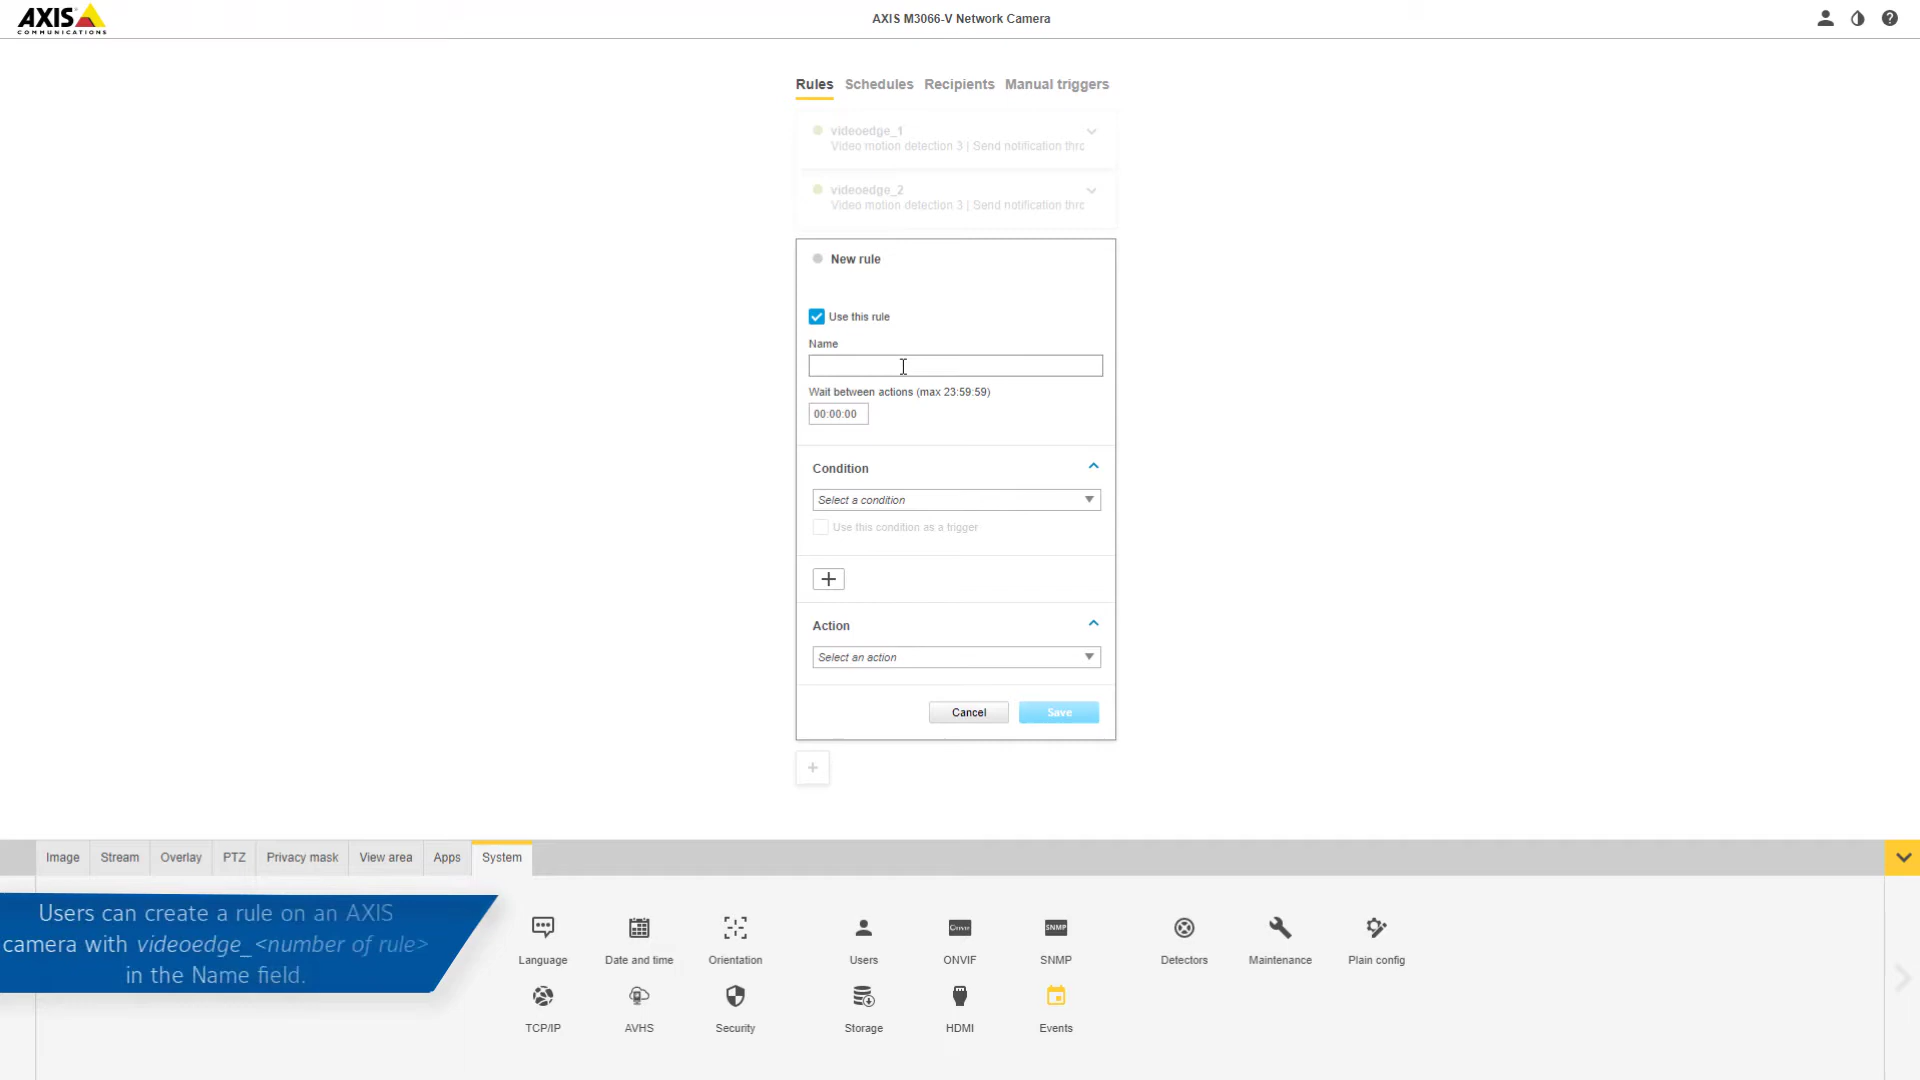 AXIS
COMMUNICATIONS
AXIS M3066-V Network Camera
Rules Schedules Recipients Manual triggers
videoedge_1
Video motion detection 3 | Send notification thrc
videoedge_2
Video motion detection 3 | Send notification thrc
New rule
Use this rule
Name
Wait between actions (max 23:59:59)
00:00:00
Condition
Select a condition
Use this condition as a trigger
Action
Select an action
Cancel Save
Image Stream Overlay PTZ Privacy mask View area Apps System
Users can create a rule on an AXIS
camera with videoedge_<number of rule>
in the Name field.
Language Date and time Orientation Users ONVIF SNMP Detectors Maintenance Plain config
TCP/IP AVHS Security Storage HDMI Events